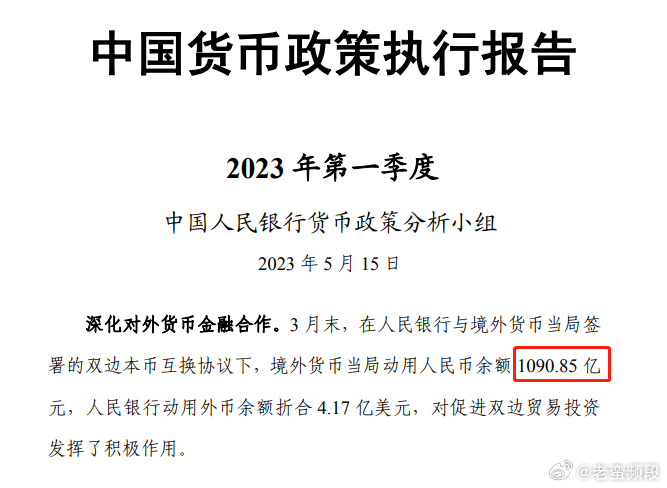 中国货币政策执行报告
2023 年第一季度
中国人民银行货币政策分析小组
2023 年 5 月 15 日
深化对外货币金融合作。3 月末，在人民银行与境外货币当局签
署的双边本币互换协议下，境外货币当局动用人民币余额 1090.85 亿
元，人民银行动用外币余额折合 4.17 亿美元，对促进双边贸易投资
发挥了积极作用。
@老蛮频段